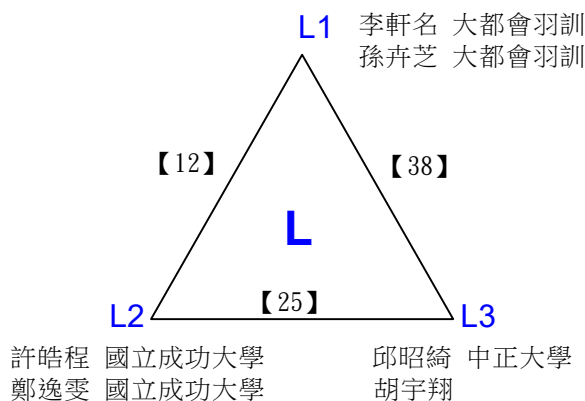 L1
李軒名 大都會羽訓
孫卉芝 大都會羽訓
【12】
【38】
L
【25】
L2
L3
許皓程 國立成功大學
鄭逸雯 國立成功大學
邱昭綺 中正大學
胡宇翔